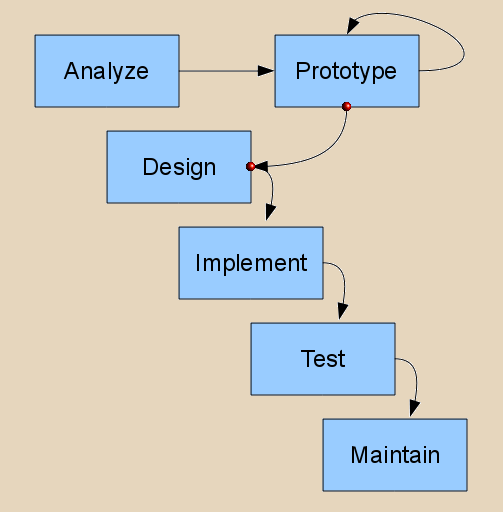 Analyze
Prototype
Design
Implement
Test
Maintain